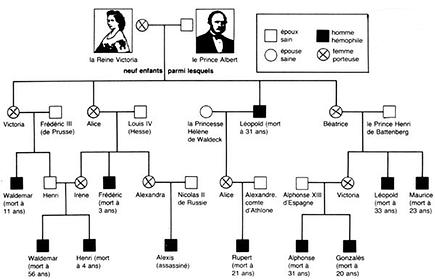 la Reine Victoria
le Prince Albert
époux
sain
homme
hémophile
épouse
saine
femme
porteuse
neuf enfants parmi lesquels
Victoria
Frédéric III
(de Prusse)
Alice
Louis IV
(Hesse)
la Princesse
Hélène
de Waldeck
Léopold (mort
à 31 ans)
Béatrice
le Prince Henri
de Battenberg
Waldemar
(mort à
11 ans)
Henri
Irène
Frédéric
(mort à
3 ans)
Alexandra
Nicolas II
de Russie
Alice
Alexandre,
comte
d'Athlone
Alphonse XIII
d'Espagne
Victoria
Léopold
(mort à
33 ans)
Maurice
(mort à
23 ans)
Waldemar
(mort à
56 ans)
Henri (mort
à 4 ans)
Alexis
(assassiné)
Rupert
(mort à
21 ans)
Alphonse
(mort à
31 ans)
Gonzalès
(mort à
20 ans)